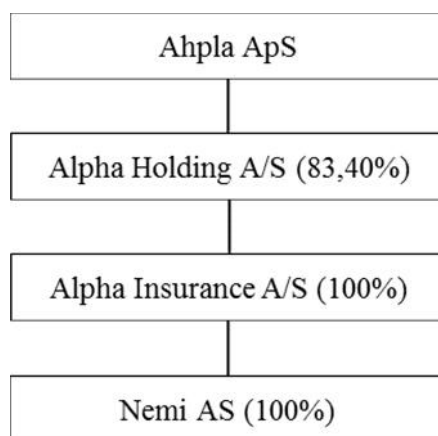 Ahpla ApS
Alpha Holding A/S (83,40%)
Alpha Insurance A/S (100%)
Nemi AS (100%)